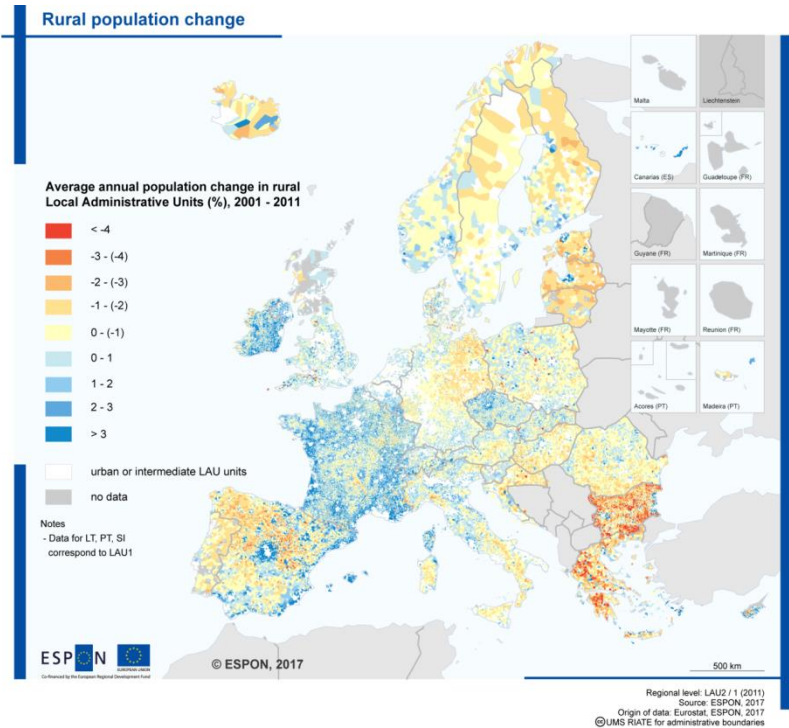 Rural population change
Malta
Liechtenstein
Canarias (ES)
Guadeloupe (FR)
Guyane (FR)
Martinique (FR)
Mayotte (FR)
Reunion (FR)
Acores (PT)
Madeira (PT)
Average annual population change in rural
Local Administrative Units (%), 2001 - 2011
< -4
-3 - (-4)
-2 - (-3)
-1 - (-2)
0 - (-1)
0 - 1
1 - 2
2 - 3
> 3
urban or intermediate LAU units
no data
Notes
- Data for LT, PT, SI
correspond to LAU1
ESPON
EUROPEAN UNION
Co-financed by the European Regional Development Fund
© ESPON, 2017
500 km
Regional level: LAU2 / 1 (2011)
Source: ESPON, 2017
Origin of data: Eurostat, ESPON, 2017
cc UMS RIATE for administrative boundaries